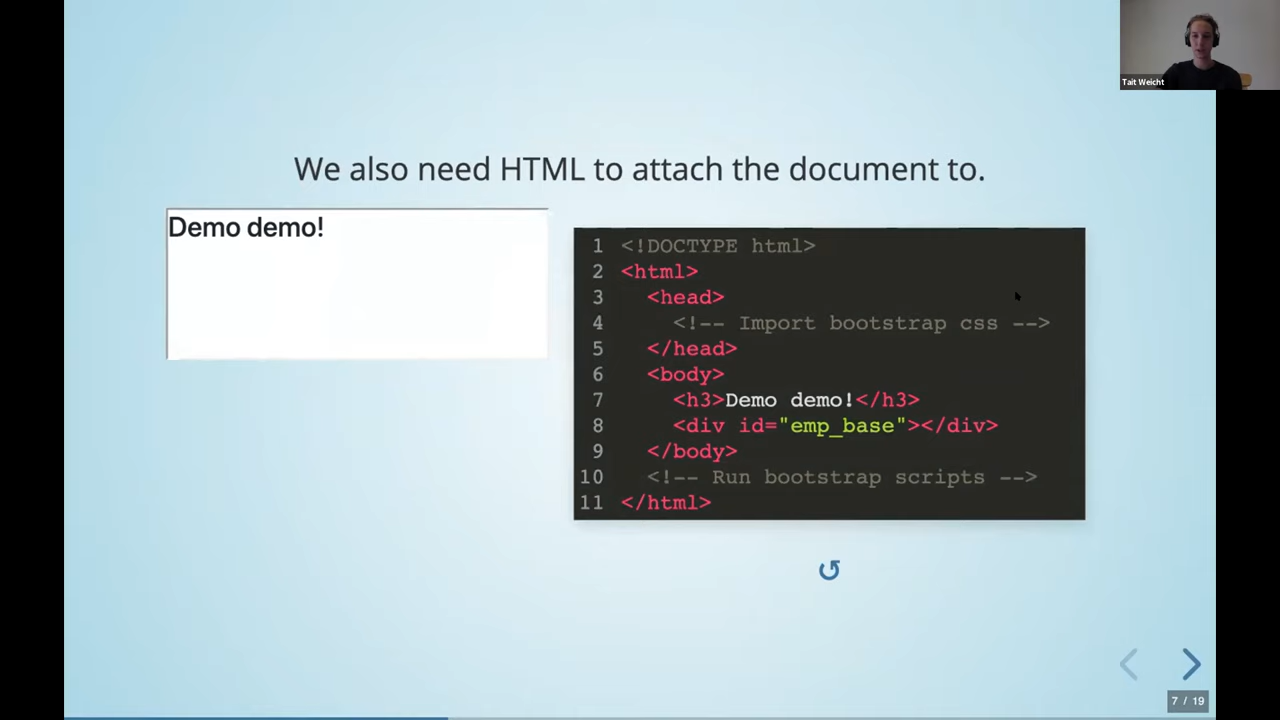 Tait Weicht
We also need HTML to attach the document to.
Demo demo!
1 <!DOCTYPE html>
2 <html>
3   <head>
4     <!-- Import bootstrap css -->
5   </head>
6   <body>
7     <h3>Demo demo!</h3>
8     <div id="emp_base"></div>
9   </body>
10   <!-- Run bootstrap scripts -->
11 </html>
7 / 19